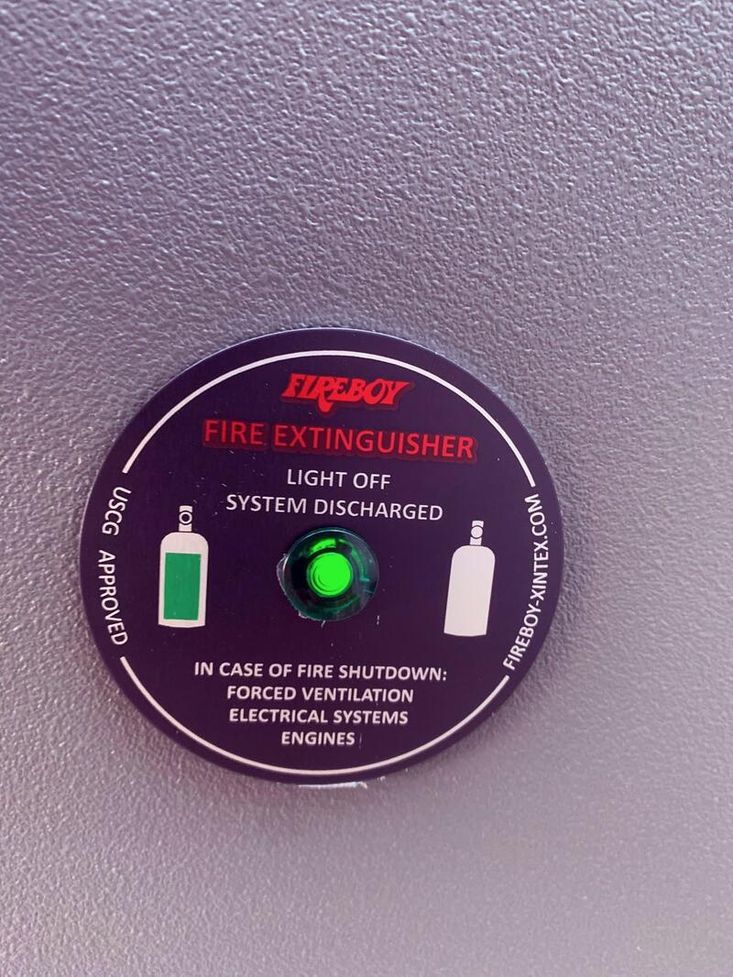 FIREBOY
FIRE EXTINGUISHER
LIGHT OFF
SYSTEM DISCHARGED
USCG APPROVED
FIREBOY-XINTEX.COM
IN CASE OF FIRE SHUTDOWN:
FORCED VENTILATION
ELECTRICAL SYSTEMS
ENGINES